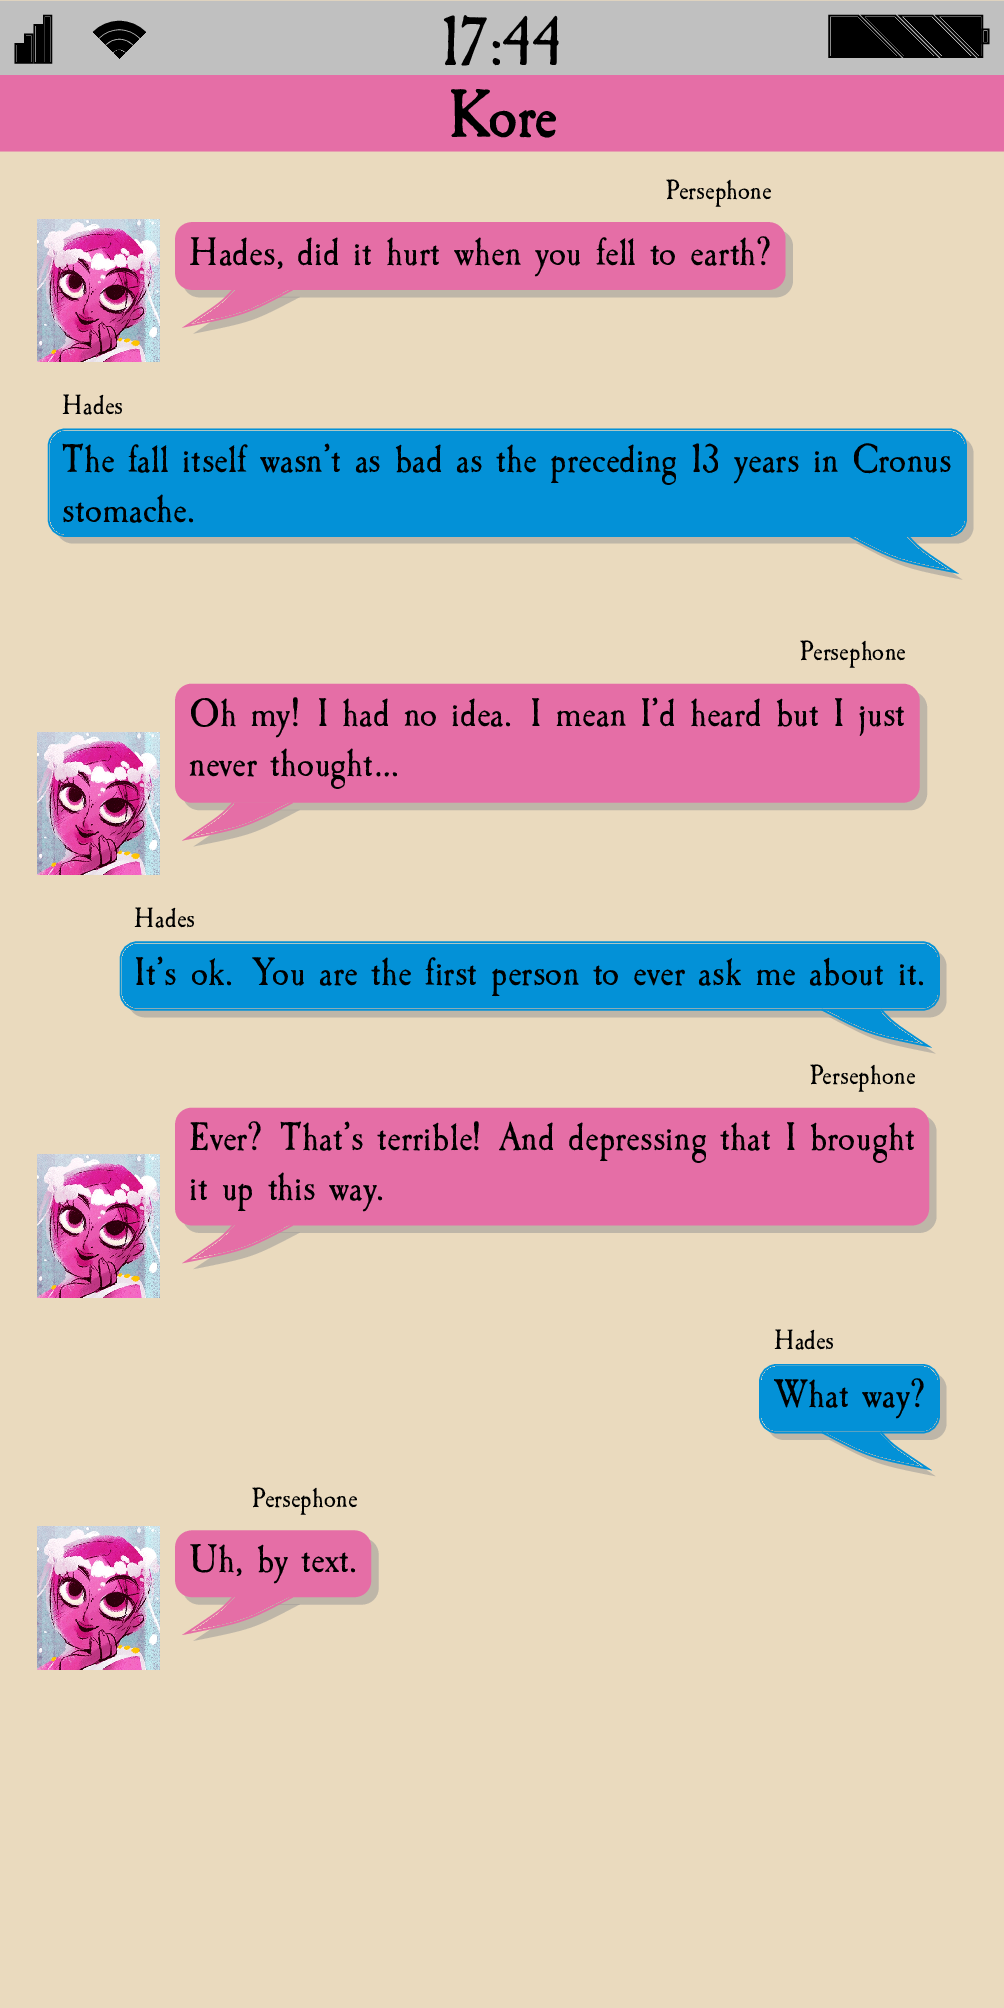 17:44
Kore
Persephone
Hades, did it hurt when you fell to earth?
Hades
The fall itself wasn't as bad as the preceding 13 years in Cronus
stomache.
Persephone
Oh my! I had no idea. I mean I'd heard but I just
never thought...
Hades
It's ok. You are the first person to ever ask me about it.
Persephone
Ever? That's terrible! And depressing that I brought
it up this way.
Hades
What way?
Persephone
Uh, by text.